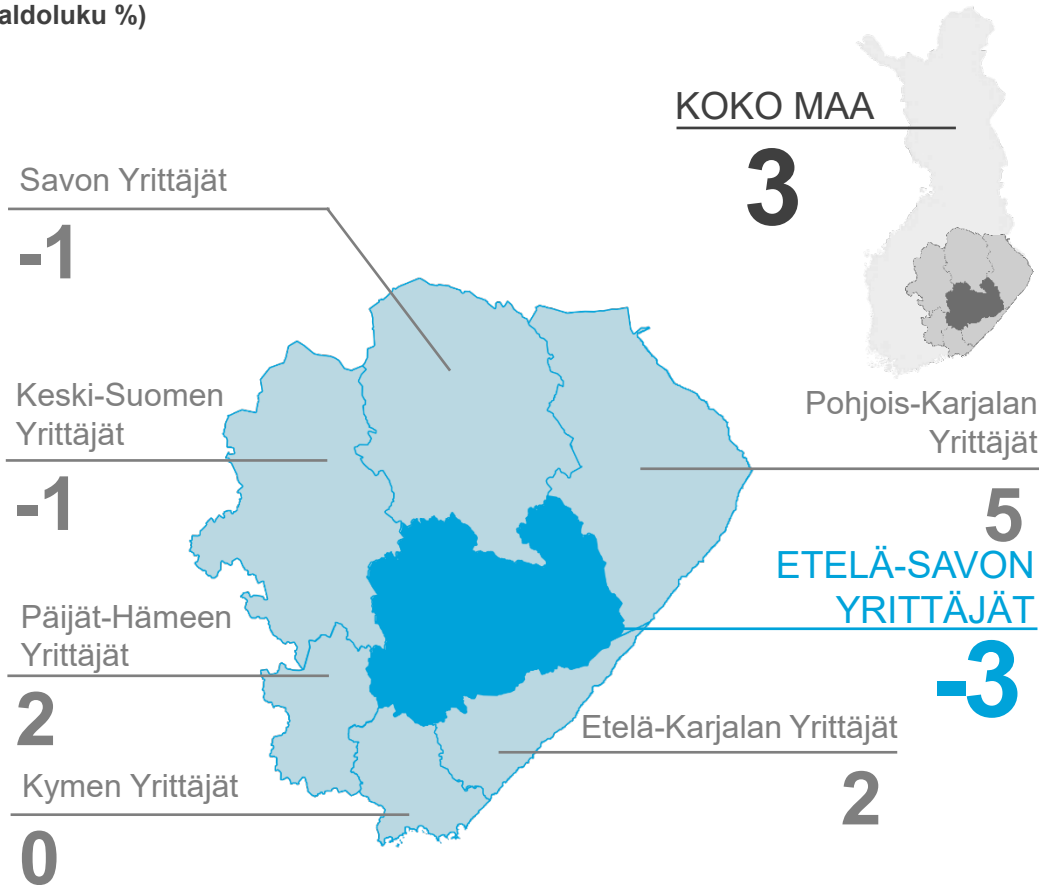 aldoluku %)
KOKO MAA
3
Savon Yrittäjät
-1
Keski-Suomen
Yrittäjät
-1
Pohjois-Karjalan
Yrittäjät
5
ETELÄ-SAVON
YRITTÄJÄT
-3
Päijät-Hämeen
Yrittäjät
2
Etelä-Karjalan Yrittäjät
2
Kymen Yrittäjät
0